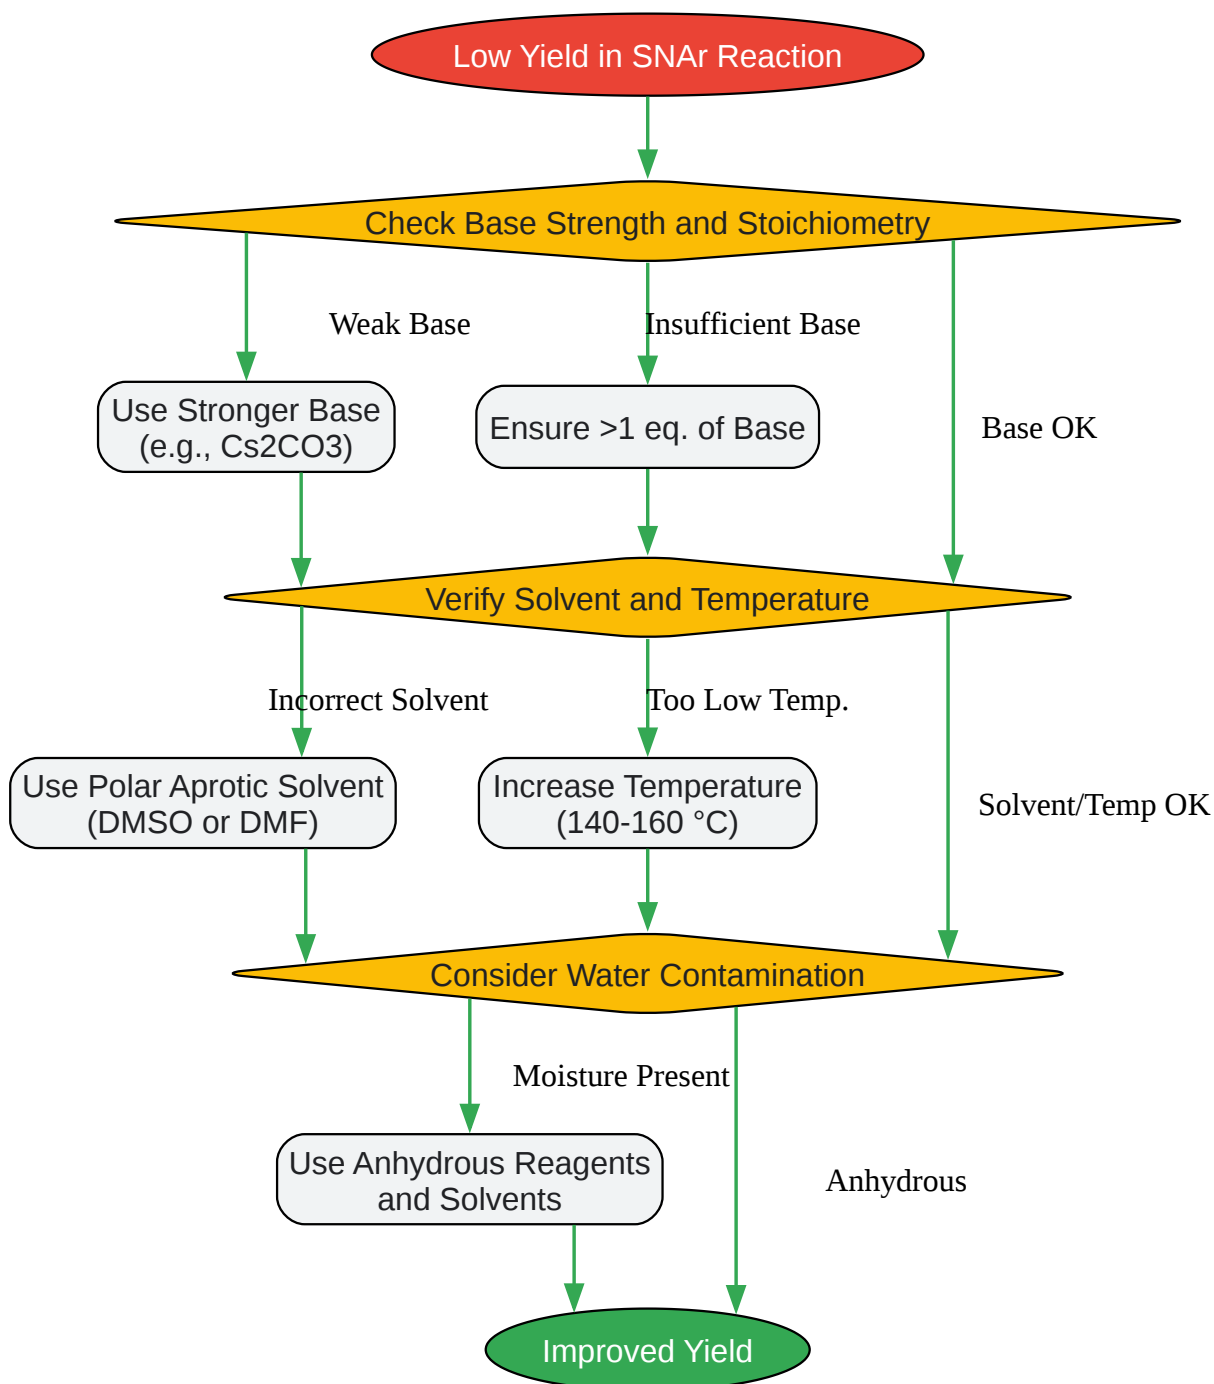 Low Yield in SNAr Reaction
Check Base Strength and Stoichiometry
Weak Base
Insufficient Base
Use Stronger Base
(e.g., Cs2CO3)
Ensure >1 eq. of Base
Base OK
Verify Solvent and Temperature
Incorrect Solvent
Too Low Temp.
Use Polar Aprotic Solvent
(DMSO or DMF)
Increase Temperature
(140-160 °C)
Solvent/Temp OK
Consider Water Contamination
Moisture Present
Use Anhydrous Reagents
and Solvents
Anhydrous
Improved Yield